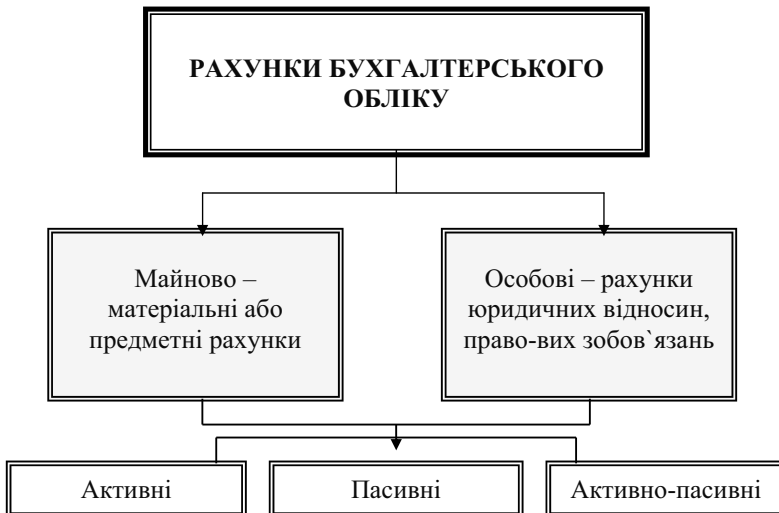 РАХУНКИ БУХГАЛТЕРСЬКОГО
ОБЛІКУ
Майново –
матеріальні або
предметні рахунки
Особові – рахунки
юридичних відносин,
право-вих зобов`язань
Активні
Пасивні
Активно-пасивні